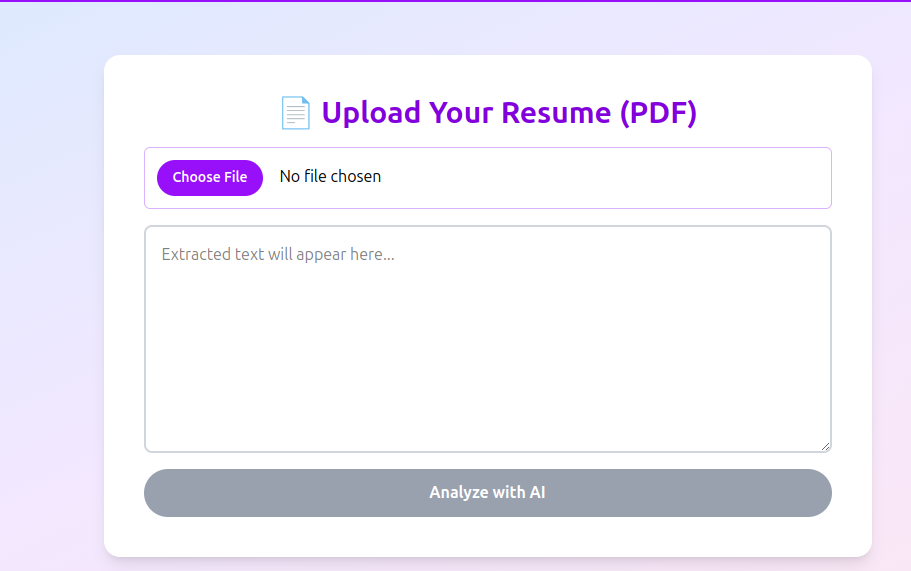 📄 Upload Your Resume (PDF)
Choose File No file chosen
Extracted text will appear here...
Analyze with AI